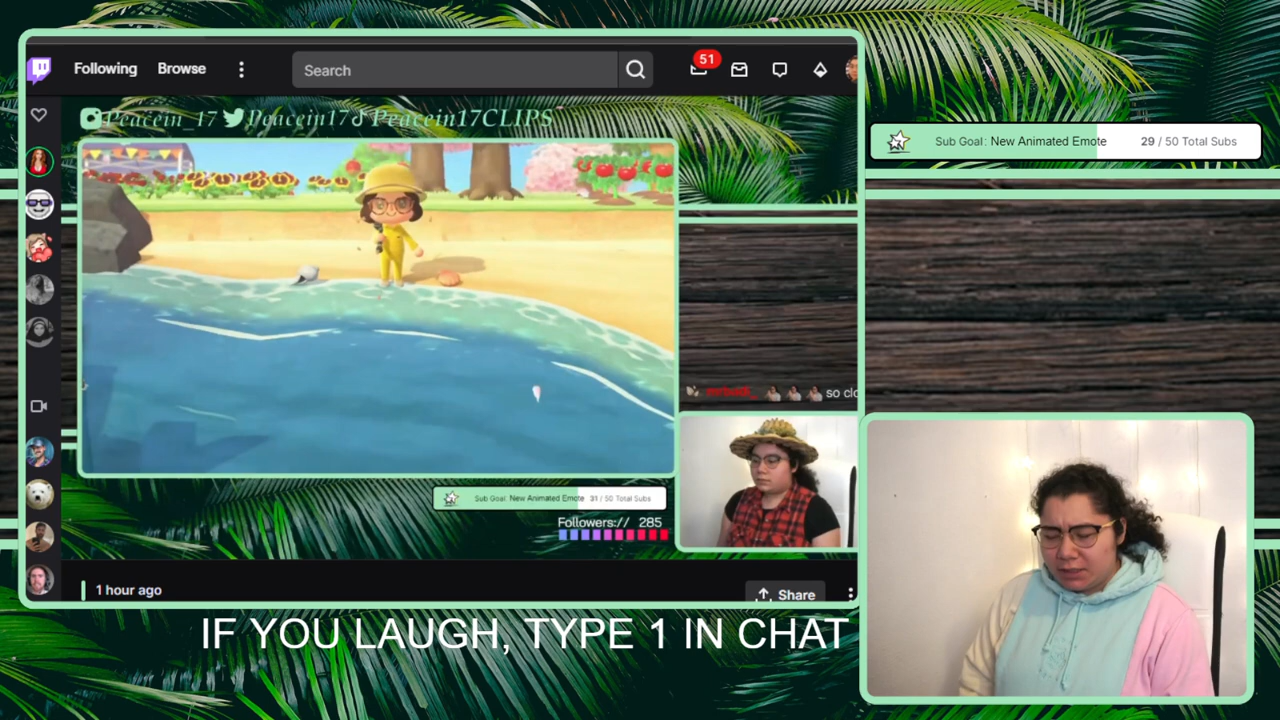 Following Browse
Search
51
Peacein_17 Peacein17 Peacein17CLIPS
Sub Goal: New Animated Emote 29 / 50 Total Subs
so clo
Sub Goal: New Animated Emote 31 / 50 Total Subs
Followers:// 285
1 hour ago
Share
IF YOU LAUGH, TYPE 1 IN CHAT